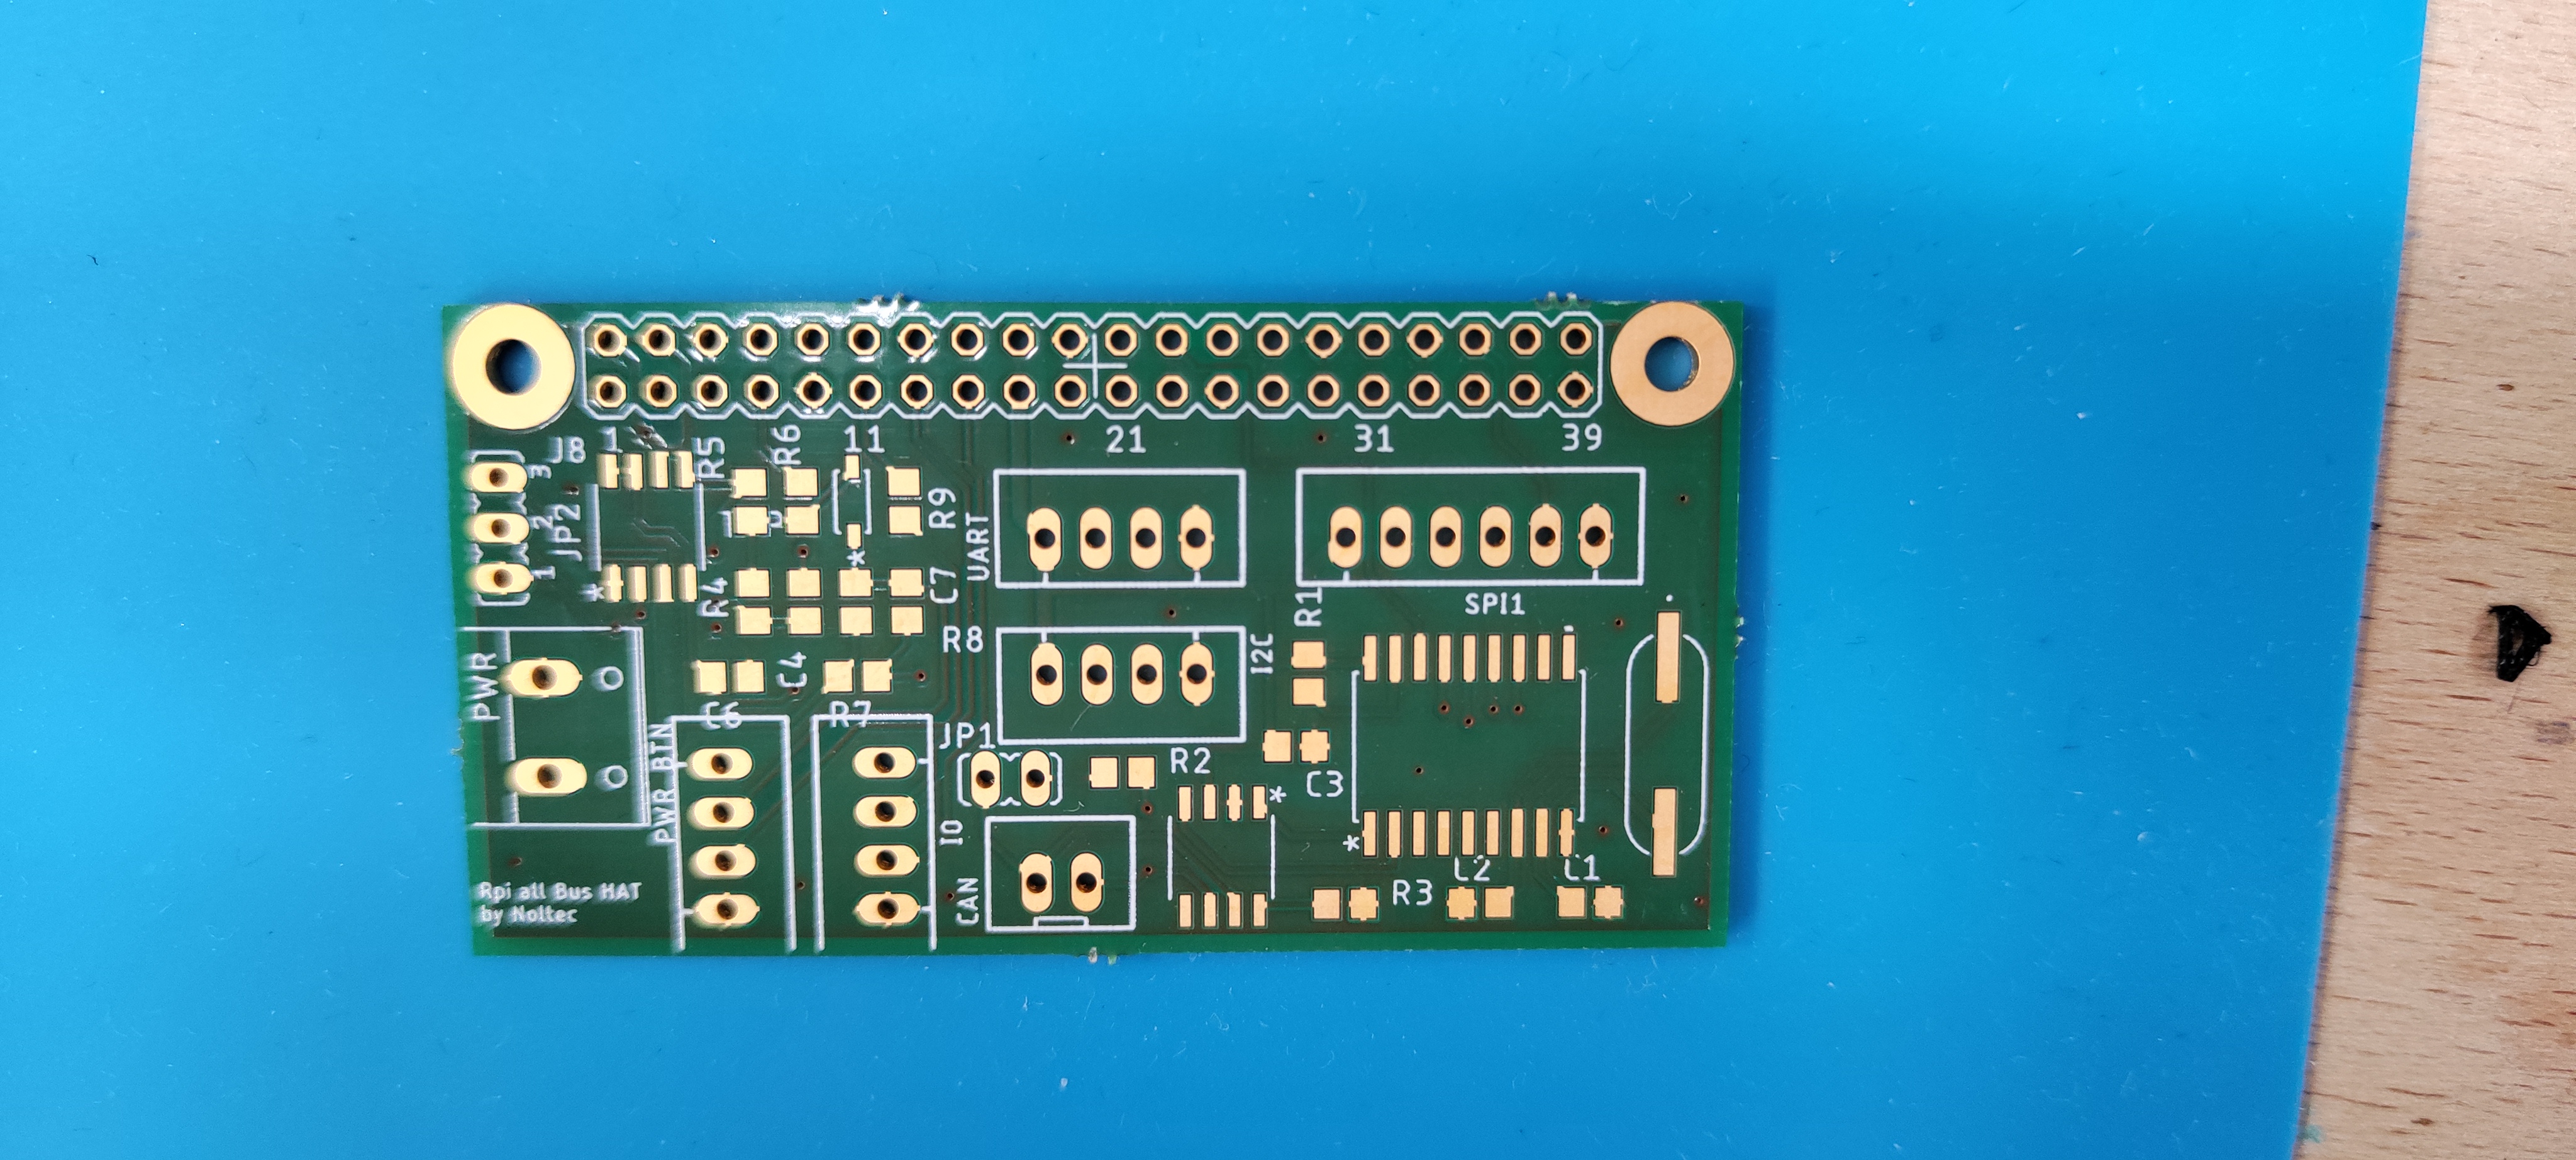 1
11
21
31
39
J8
R5
R6
R9
3
2
1
JP2
*
*
R4
C7
UART
SPI1
R1
R8
I2C
PWR
C4
C6
R7
PWR BTN
JP1
R2
C3
*
*
IO
CAN
R3
C2
C1
Rpi all Bus HAT
by Noltec